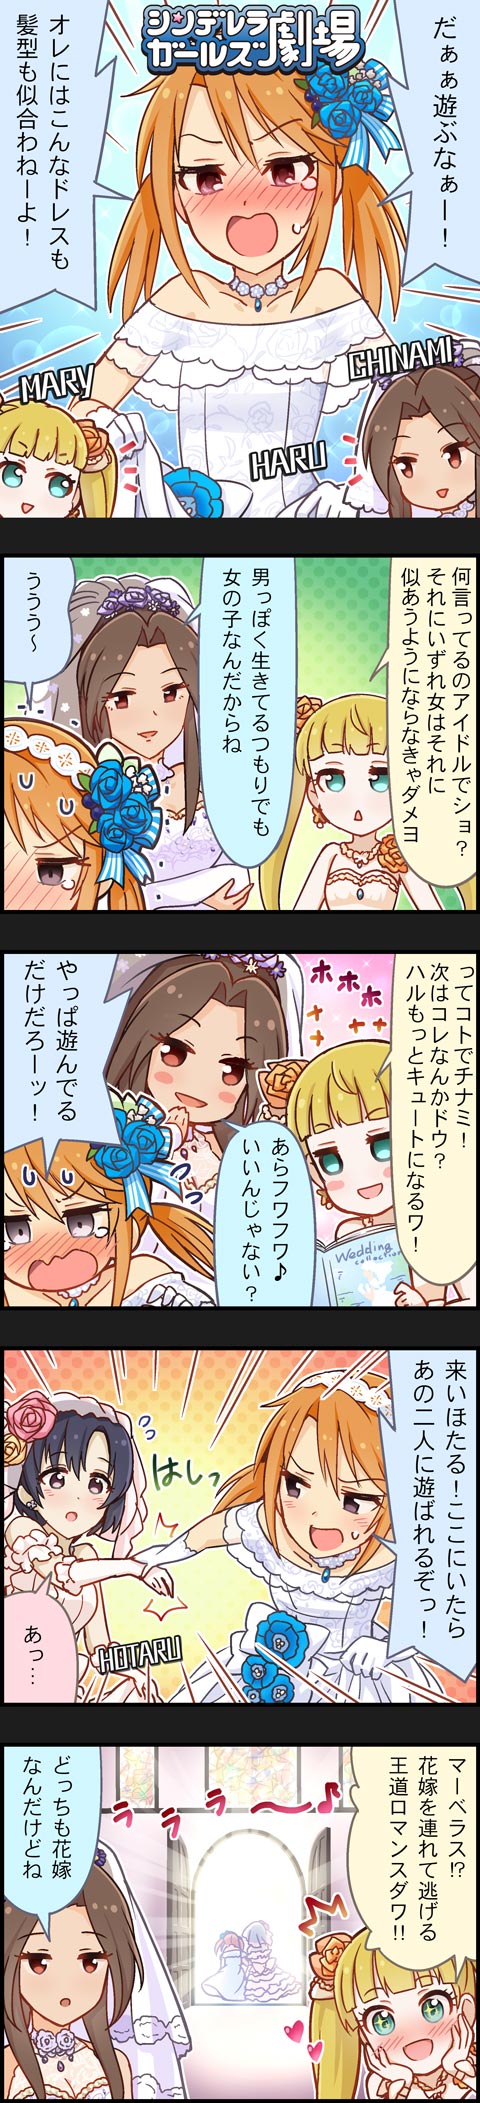 シンデレラ
ガールズ劇場
だぁぁ遊ぶなぁー！
オレにはこんなドレスも
髪型も似合わねーよ！
MARY
CHINAMI
HARU
何言ってるのアイドルでショ？
それにいずれ女はそれに
似あうようにならなきゃダメヨ
男っぽく生きてるつもりでも
女の子なんだからね
ううう～
ってコトでチナミ！
次はコレなんかドウ？
ハルもっとキュートになるワ！
ホホホ
Wedding
collection
あらフワフワ♪
いいんじゃない？
やっぱ遊んでる
だけだろーッ！
来いほたる！ここにいたら
あの二人に遊ばれるぞっ！
はしっ
HOTARU
あっ…
マーベラス!?
花嫁を連れて逃げる
王道ロマンスダワ!!
ラララ～♪
どっちも花嫁
なんだけどね